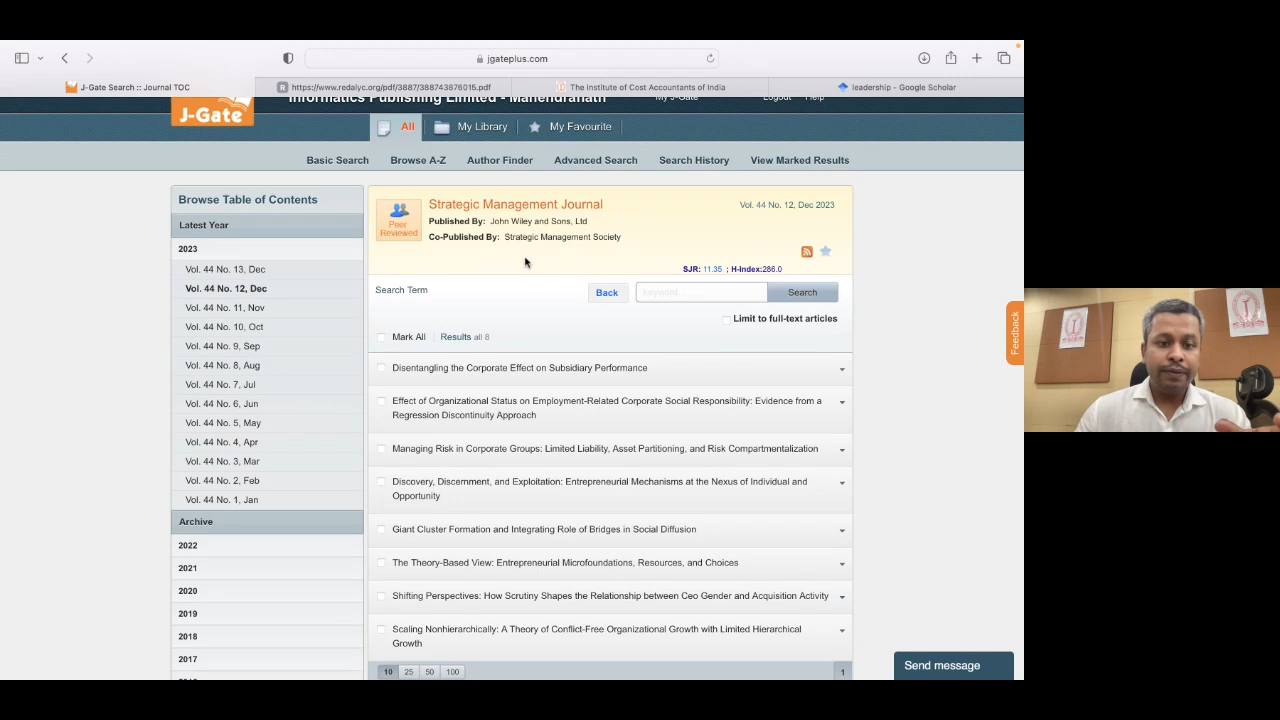 jgateplus.com
J-Gate Search :: Journal TOC
R
https://www.redalyc.org/pdf/3887/388743876015.pdf
The Institute of Cost Accountants of India
leadership - Google Scholar
Informatics Publishing Limited - Mahendranath
My J-Gate
Logout
Help
J-Gate
All
My Library
My Favourite
Basic Search
Browse A-Z
Author Finder
Advanced Search
Search History
View Marked Results
Browse Table of Contents
Latest Year
2023
Vol. 44 No. 13, Dec
Vol. 44 No. 12, Dec
Vol. 44 No. 11, Nov
Vol. 44 No. 10, Oct
Vol. 44 No. 9, Sep
Vol. 44 No. 8, Aug
Vol. 44 No. 7, Jul
Vol. 44 No. 6, Jun
Vol. 44 No. 5, May
Vol. 44 No. 4, Apr
Vol. 44 No. 3, Mar
Vol. 44 No. 2, Feb
Vol. 44 No. 1, Jan
Archive
2022
2021
2020
2019
2018
2017
Peer
Reviewed
Strategic Management Journal
Vol. 44 No. 12, Dec 2023
Published By: John Wiley and Sons, Ltd
Co-Published By: Strategic Management Society
SJR: 11.35 ; H-Index:286.0
Search Term
Back
keyword
Search
Limit to full-text articles
Mark All
Results all 8
Disentangling the Corporate Effect on Subsidiary Performance
Effect of Organizational Status on Employment-Related Corporate Social Responsibility: Evidence from a
Regression Discontinuity Approach
Managing Risk in Corporate Groups: Limited Liability, Asset Partitioning, and Risk Compartmentalization
Discovery, Discernment, and Exploitation: Entrepreneurial Mechanisms at the Nexus of Individual and
Opportunity
Giant Cluster Formation and Integrating Role of Bridges in Social Diffusion
The Theory-Based View: Entrepreneurial Microfoundations, Resources, and Choices
Shifting Perspectives: How Scrutiny Shapes the Relationship between Ceo Gender and Acquisition Activity
Scaling Nonhierarchically: A Theory of Conflict-Free Organizational Growth with Limited Hierarchical
Growth
10
25
50
100
1
Feedback
Send message